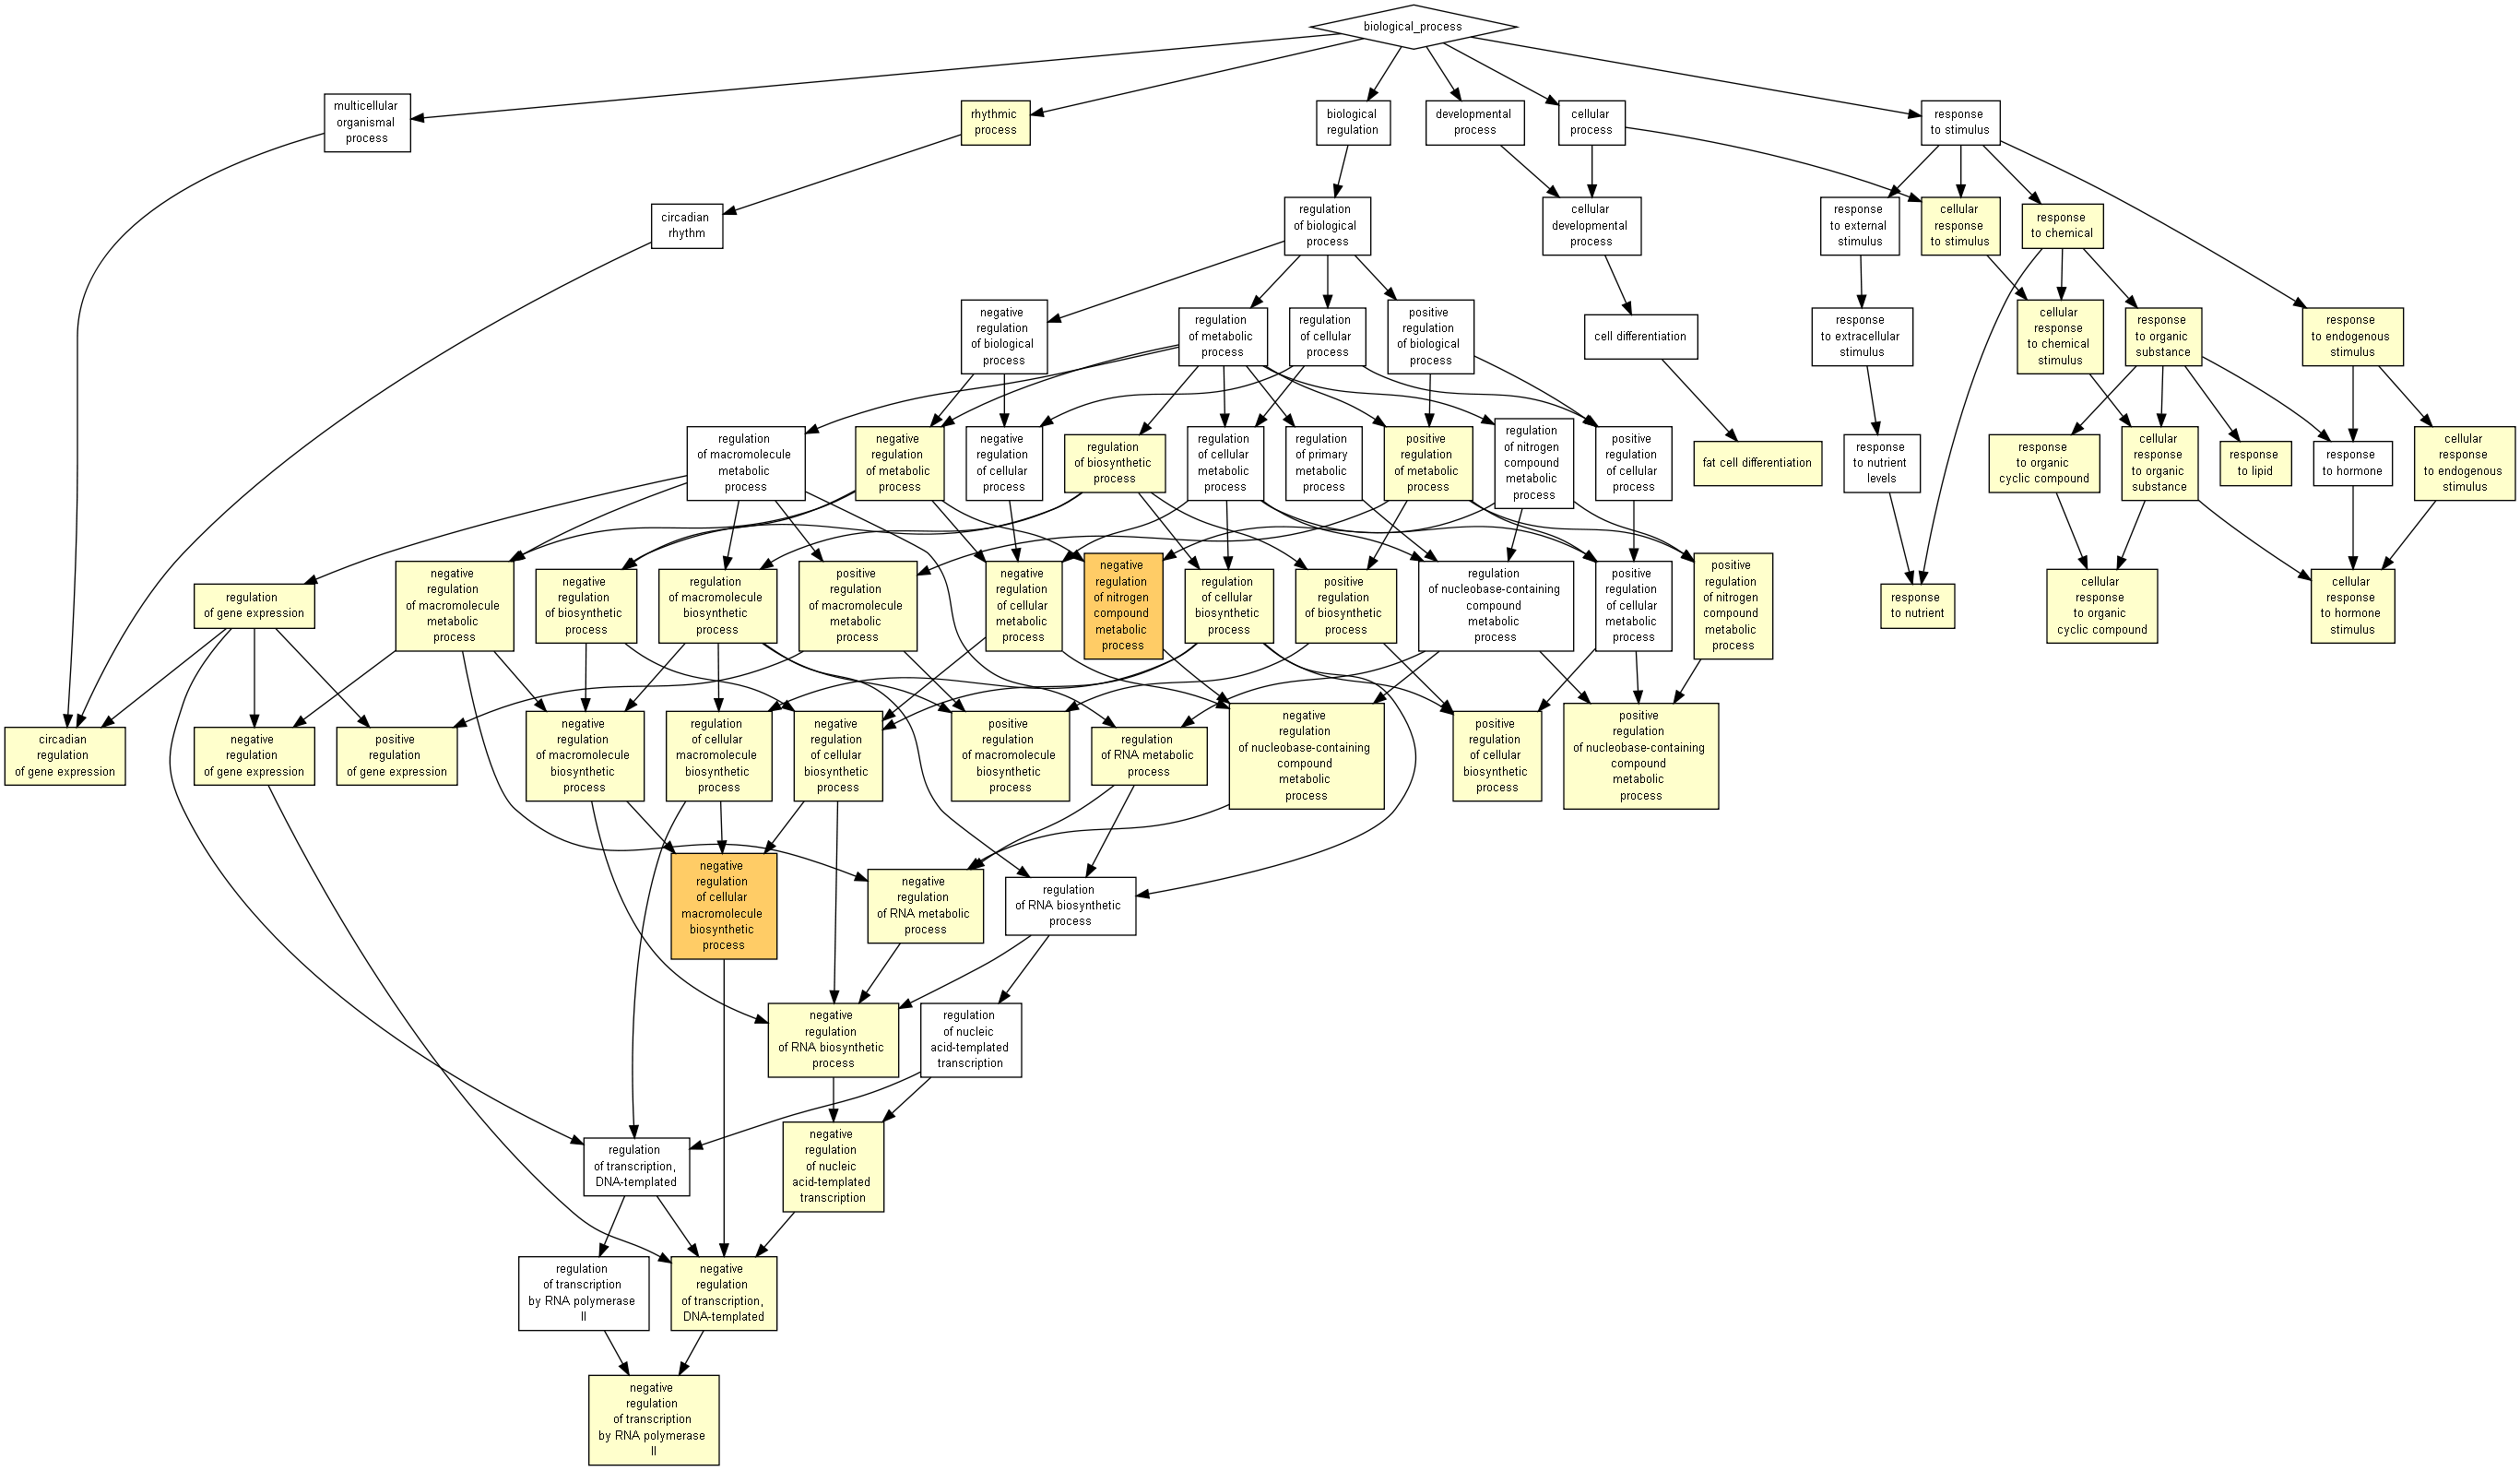 biological_process
multicellular
organismal
process
rhythmic
process
biological
regulation
developmental
process
cellular
process
response
to stimulus
circadian
rhythm
regulation
of biological
process
cellular
developmental
process
response
to external
stimulus
cellular
response
to stimulus
response
to chemical
negative
regulation
of biological
process
regulation
of metabolic
process
regulation
of cellular
process
positive
regulation
of biological
process
cell differentiation
response
to extracellular
stimulus
cellular
response
to chemical
stimulus
response
to organic
substance
response
to endogenous
stimulus
regulation
of macromolecule
metabolic
process
negative
regulation
of metabolic
process
negative
regulation
of cellular
process
regulation
of biosynthetic
process
regulation
of cellular
metabolic
process
regulation
of primary
metabolic
process
positive
regulation
of metabolic
process
regulation
of nitrogen
compound
metabolic
process
positive
regulation
of cellular
process
fat cell differentiation
response
to nutrient
levels
response
to organic
cyclic compound
cellular
response
to organic
substance
response
to lipid
response
to hormone
cellular
response
to endogenous
stimulus
regulation
of gene expression
negative
regulation
of macromolecule
metabolic
process
negative
regulation
of biosynthetic
process
regulation
of macromolecule
biosynthetic
process
positive
regulation
of macromolecule
metabolic
process
negative
regulation
of cellular
metabolic
process
negative
regulation
of nitrogen
compound
metabolic
process
regulation
of cellular
biosynthetic
process
positive
regulation
of biosynthetic
process
regulation
of nucleobase-containing
compound
metabolic
process
positive
regulation
of cellular
metabolic
process
positive
regulation
of nitrogen
compound
metabolic
process
response
to nutrient
cellular
response
to organic
cyclic compound
cellular
response
to hormone
stimulus
circadian
regulation
of gene expression
negative
regulation
of gene expression
positive
regulation
of gene expression
negative
regulation
of macromolecule
biosynthetic
process
regulation
of cellular
macromolecule
biosynthetic
process
negative
regulation
of cellular
biosynthetic
process
positive
regulation
of macromolecule
biosynthetic
process
regulation
of RNA metabolic
process
negative
regulation
of nucleobase-containing
compound
metabolic
process
positive
regulation
of cellular
biosynthetic
process
positive
regulation
of nucleobase-containing
compound
metabolic
process
negative
regulation
of cellular
macromolecule
biosynthetic
process
negative
regulation
of RNA metabolic
process
regulation
of RNA biosynthetic
process
negative
regulation
of RNA biosynthetic
process
regulation
of nucleic
acid-templated
transcription
regulation
of transcription,
DNA-templated
negative
regulation
of nucleic
acid-templated
transcription
regulation
of transcription
by RNA polymerase
II
negative
regulation
of transcription,
DNA-templated
negative
regulation
of transcription
by RNA polymerase
II